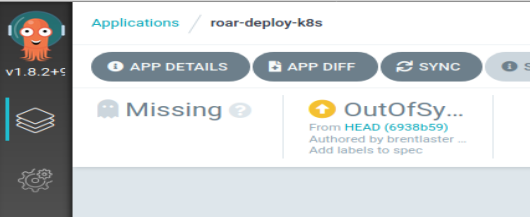 Applications / roar-deploy-k8s
v1.8.2+9
APP DETAILS APP DIFF SYNC S
Missing ? OutOfSy...
From HEAD (6938b59)
Authored by brentlaster ...
Add labels to spec